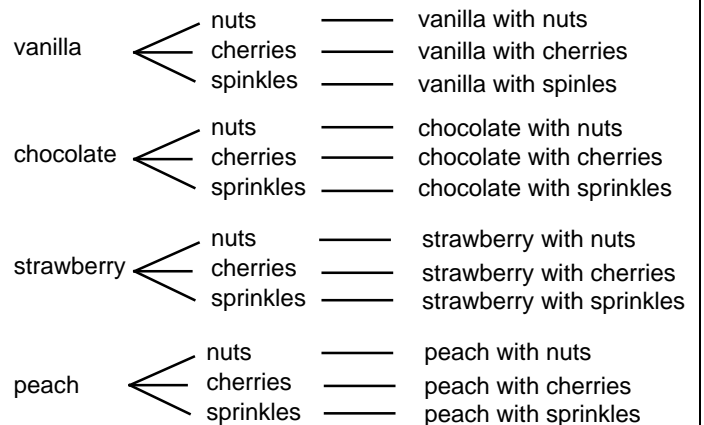 nuts vanilla with nuts
vanilla cherries vanilla with cherries
spinkles vanilla with spinles
nuts chocolate with nuts
chocolate cherries chocolate with cherries
sprinkles chocolate with sprinkles
nuts strawberry with nuts
strawberry cherries strawberry with cherries
sprinkles strawberry with sprinkles
nuts peach with nuts
peach cherries peach with cherries
sprinkles peach with sprinkles